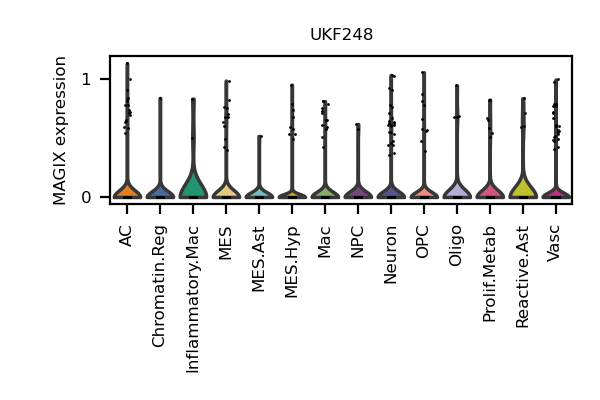 UKF248
MAGIX expression
1
0
AC
Chromatin.Reg
Inflammatory.Mac
MES
MES.Ast
MES.Hyp
Mac
NPC
Neuron
OPC
Oligo
Prolif.Metab
Reactive.Ast
Vasc